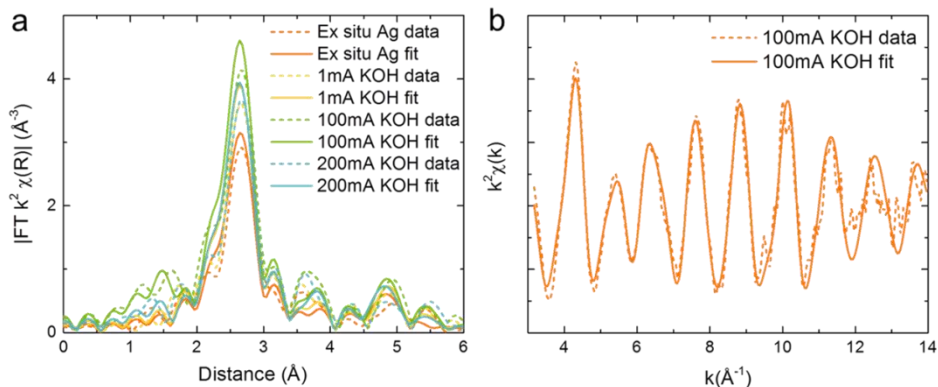 a
Ex situ Ag data
Ex situ Ag fit
1mA KOH data
1mA KOH fit
100mA KOH data
100mA KOH fit
200mA KOH data
200mA KOH fit
|FT k² χ(R)| (Å⁻³)
4
2
0
0 1 2 3 4 5 6
Distance (Å)
b
100mA KOH data
100mA KOH fit
k²χ(k)
4 6 8 10 12 14
k(Å⁻¹)